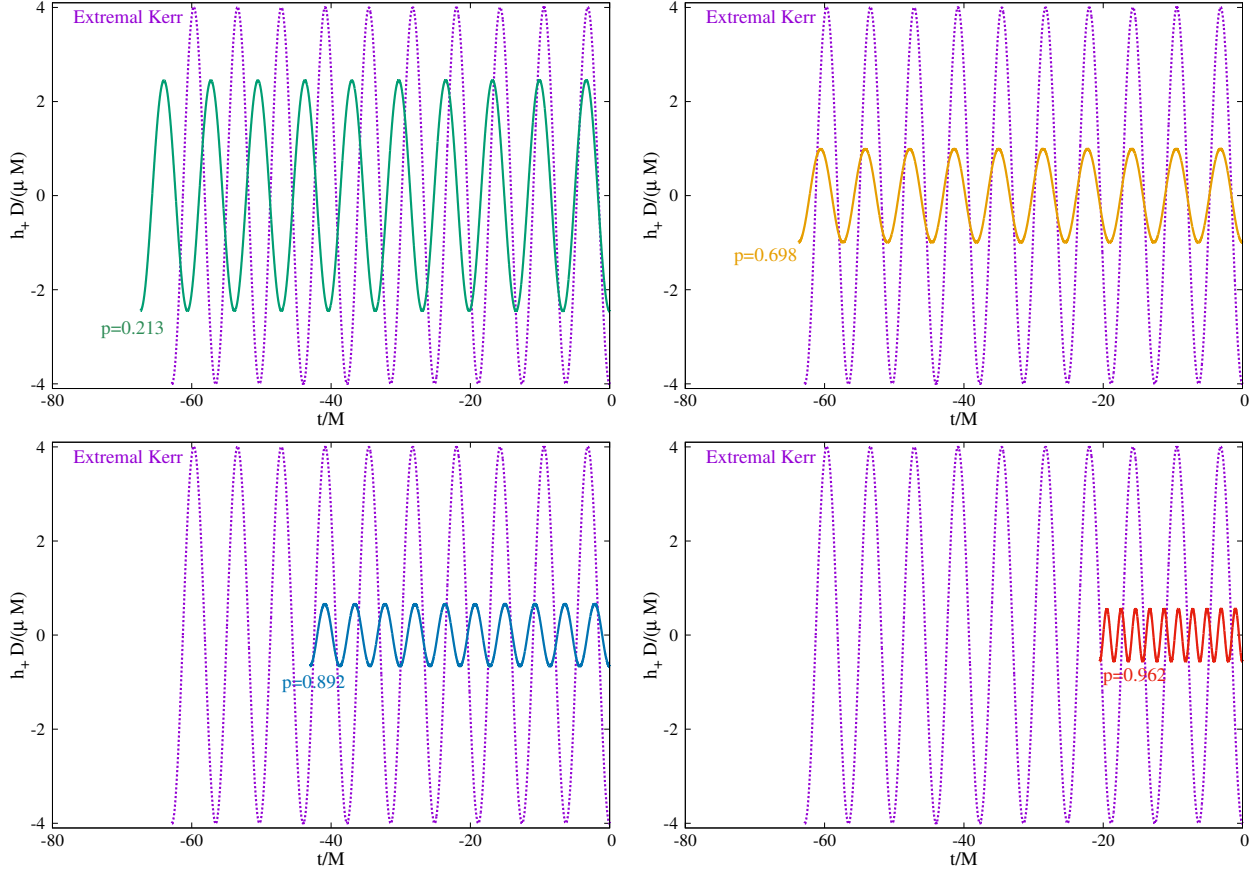 4
2
0
-2
-4
-80
-60
-40
-20
0
h₊ D/(μ M)
t/M
Extremal Kerr
p=0.213
4
2
0
-2
-4
-80
-60
-40
-20
0
h₊ D/(μ M)
t/M
Extremal Kerr
p=0.698
4
2
0
-2
-4
-80
-60
-40
-20
0
h₊ D/(μ M)
t/M
Extremal Kerr
p=0.892
4
2
0
-2
-4
-80
-60
-40
-20
0
h₊ D/(μ M)
t/M
Extremal Kerr
p=0.962